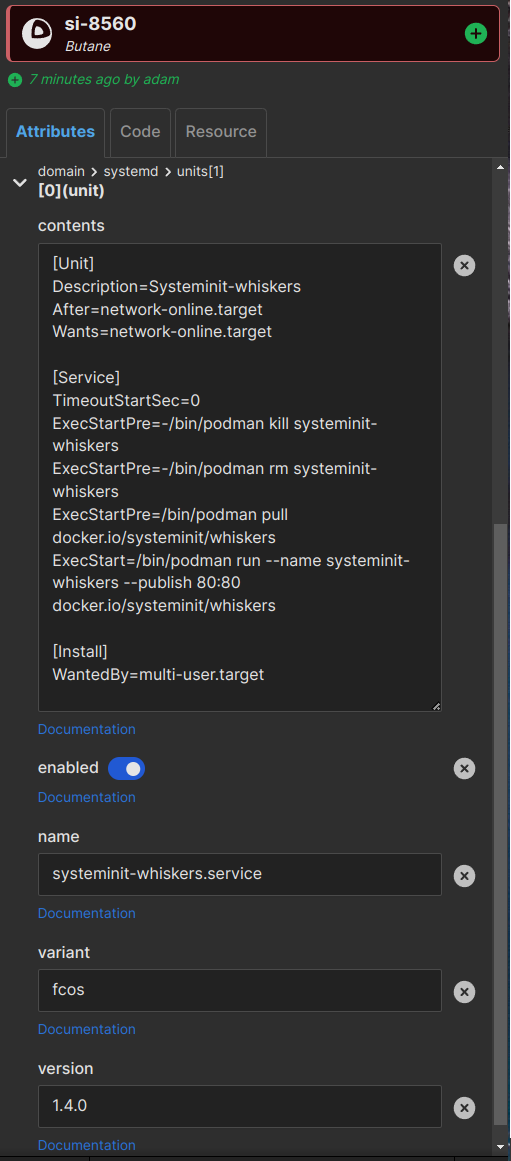 si-8560
Butane
7 minutes ago by adam
Attributes
Code
Resource
domain > systemd > units[1]
[0](unit)
contents
[Unit]
Description=Systeminit-whiskers
After=network-online.target
Wants=network-online.target
[Service]
TimeoutStartSec=0
ExecStartPre=-/bin/podman kill systeminit-
whiskers
ExecStartPre=-/bin/podman rm systeminit-
whiskers
ExecStartPre=/bin/podman pull
docker.io/systeminit/whiskers
ExecStart=/bin/podman run --name systeminit-
whiskers --publish 80:80
docker.io/systeminit/whiskers
[Install]
WantedBy=multi-user.target
Documentation
enabled
Documentation
name
systeminit-whiskers.service
Documentation
variant
fcos
Documentation
version
1.4.0
Documentation